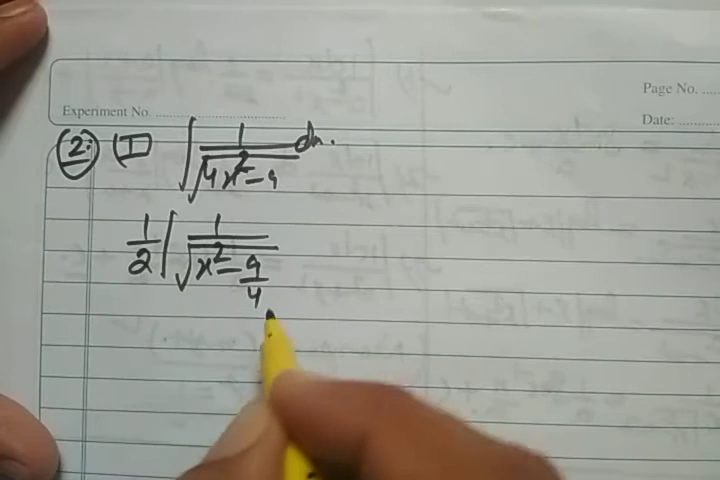 Page No. ....
Experiment No. ................................
Date: ...........
(2:) (I) ∫ 1/√(4x² - 9) dx.
1/2 ∫ 1/√(x² - 9/4)